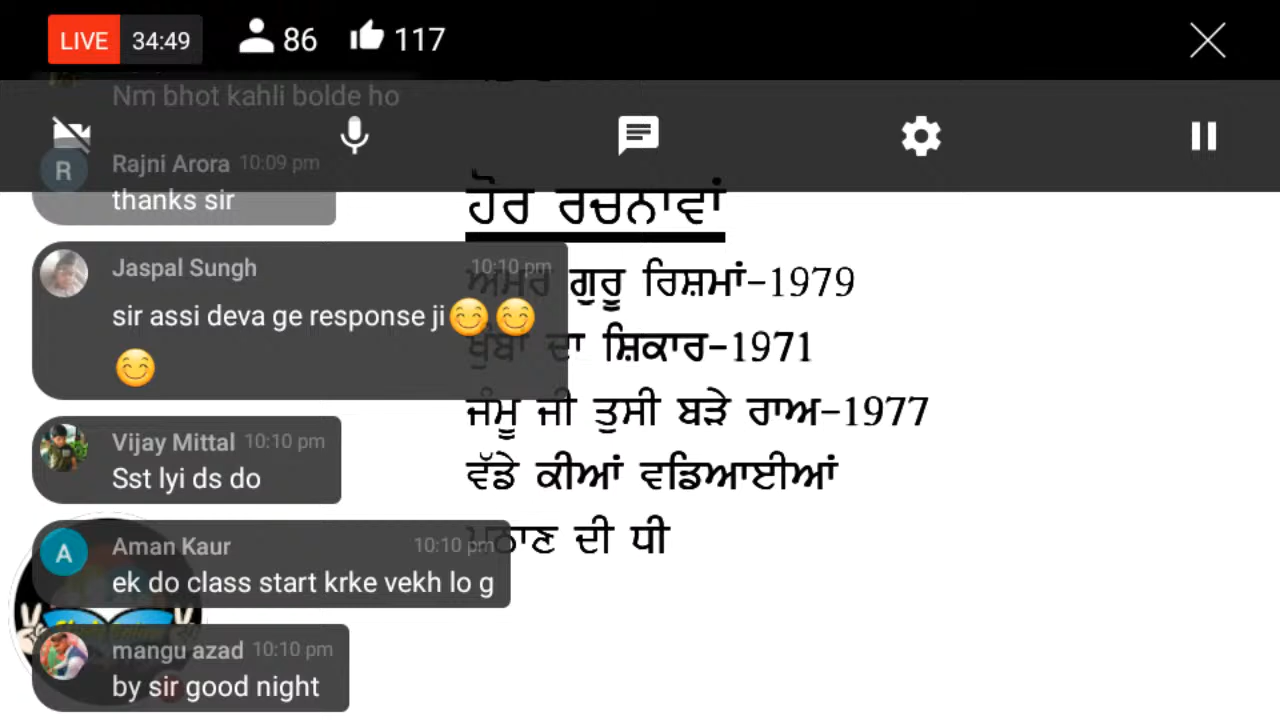 LIVE 34:49 86 117
Nm bhot kahli bolde ho
R Rajni Arora 10:09 pm
thanks sir
Jaspal Sungh 10:10 pm
sir assi deva ge response ji😊😊
😊
Vijay Mittal 10:10 pm
Sst lyi ds do
A Aman Kaur 10:10 pm
ek do class start krke vekh lo g
mangu azad 10:10 pm
by sir good night
ਹੋਰ ਰਚਨਾਵਾਂ
ਅਮਰ ਗੁਰੂ ਰਿਸ਼ਮਾਂ-1979
ਖੁੰਬਾਂ ਦਾ ਸ਼ਿਕਾਰ-1971
ਜੰਮੂ ਜੀ ਤੁਸੀ ਬੜੇ ਰਾਅ-1977
ਵੱਡੇ ਕੀਆਂ ਵਡਿਆਈਆਂ
ਪਠਾਣ ਦੀ ਧੀ